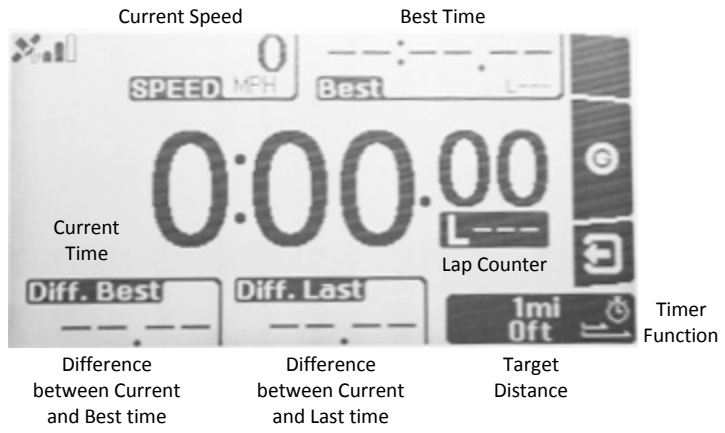 Current Speed
Best Time
0
SPEED MPH
--:--.--
Best L---
0:00.00
Current
Time
L---
Lap Counter
G
Diff. Best
--.--
Diff. Last
--.--
1mi
0ft
Timer
Function
Difference
between Current
and Best time
Difference
between Current
and Last time
Target
Distance